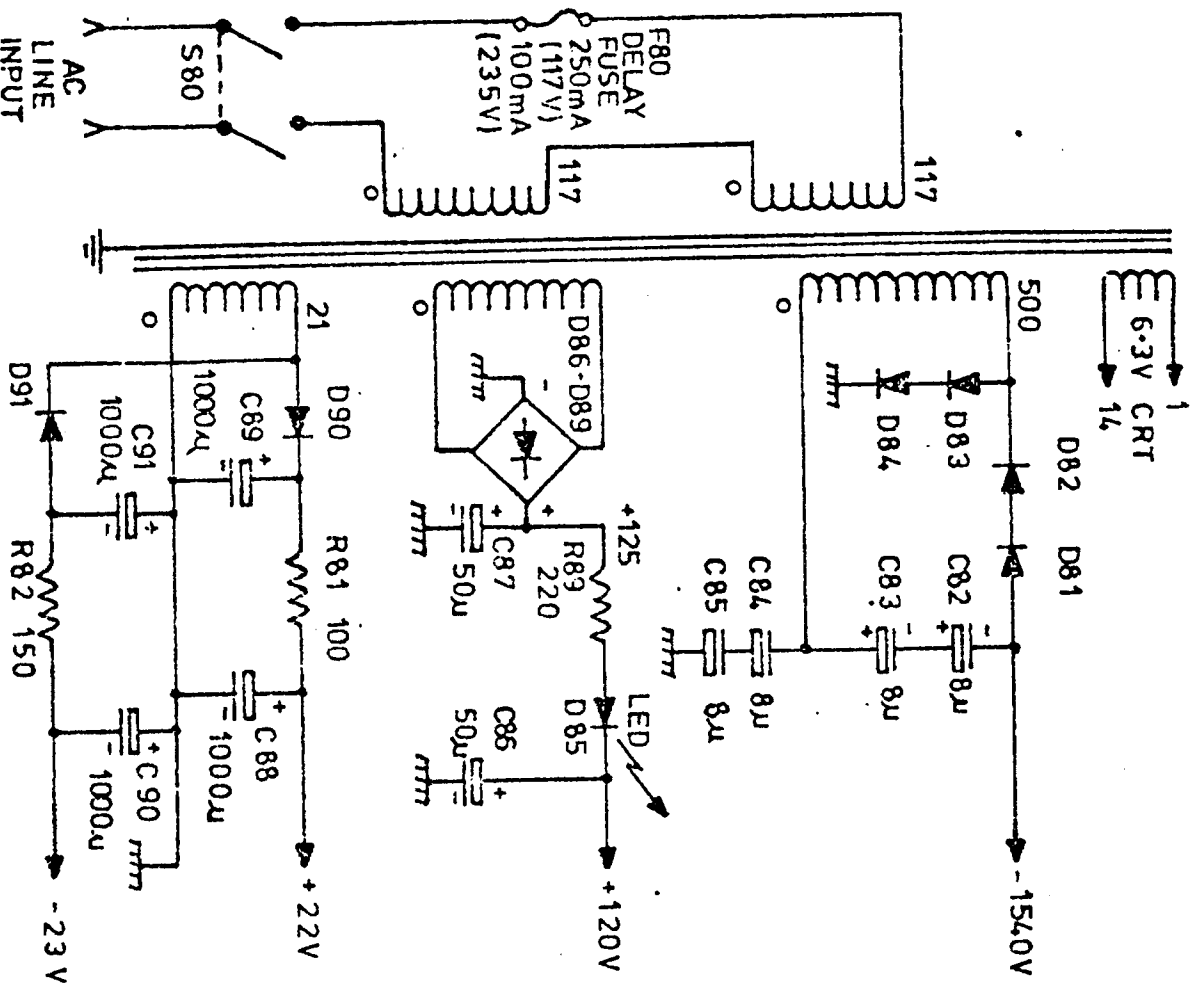 AC
LINE
INPUT
S80
F80
DELAY
FUSE
250mA
(117V)
100mA
(235V)
117
117
1
6·3V CRT
14
500
D83
D84
D82
D81
C82
8µ
C83
8µ
C84
8µ
C85
8µ
-1540V
D86-D89
-
+
+125
R89
220
+
C87
-
50µ
LED
D85
C86
50µ
+
-
+120V
21
D90
C89
1000µ
R81 100
C88
1000µ
+22V
D91
C91
1000µ
R82 150
C90
1000µ
-23V